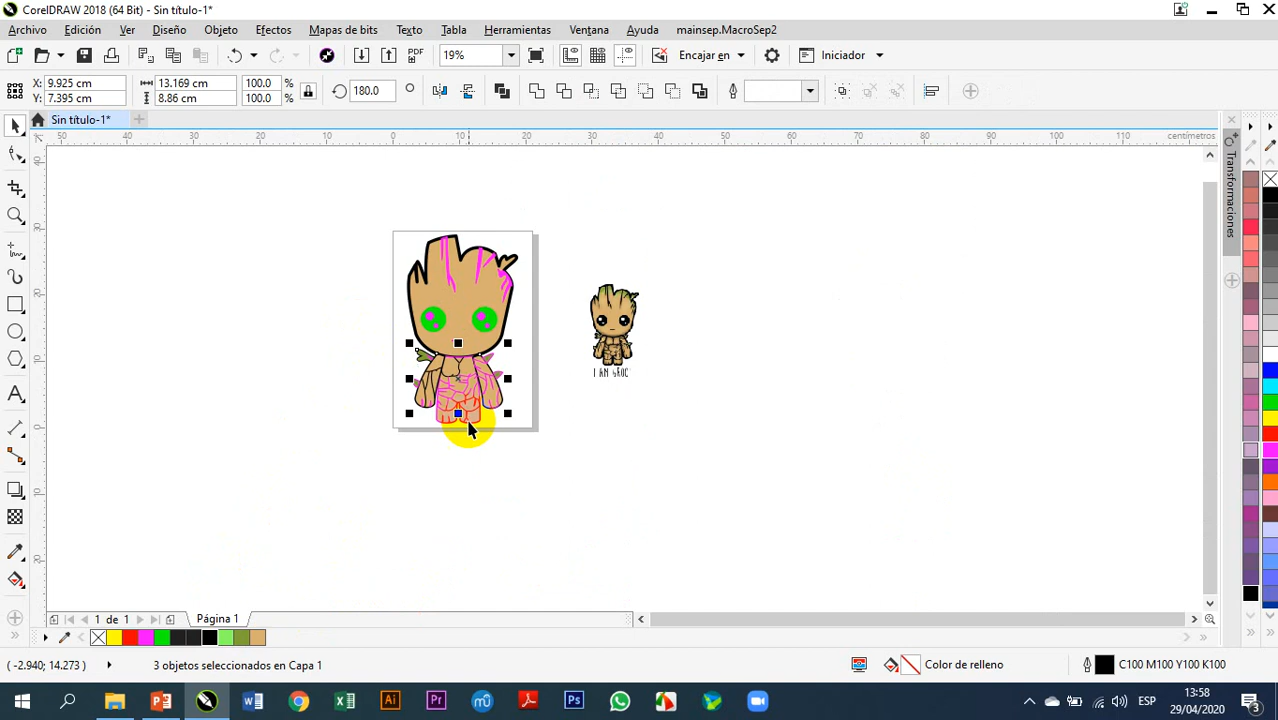 CorelDRAW 2018 (64 Bit) - Sin título-1*
Archivo Edición Ver Diseño Objeto Efectos Mapas de bits Texto Tabla Herramientas Ventana Ayuda mainsep.MacroSep2
PDF 19% Encajar en Iniciador
X: 9.925 cm 13.169 cm 100.0 % 180.0 °
Y: 7.395 cm 8.86 cm 100.0 %
Sin título-1*
50 40 30 20 10 0 10 20 30 40 50 60 70 80 90 100 110 centímetros
Transformaciones
1 de 1 Página 1
(-2.940; 14.273) 3 objetos seleccionados en Capa 1 Color de relleno C100 M100 Y100 K100
ESP 13:58
29/04/2020